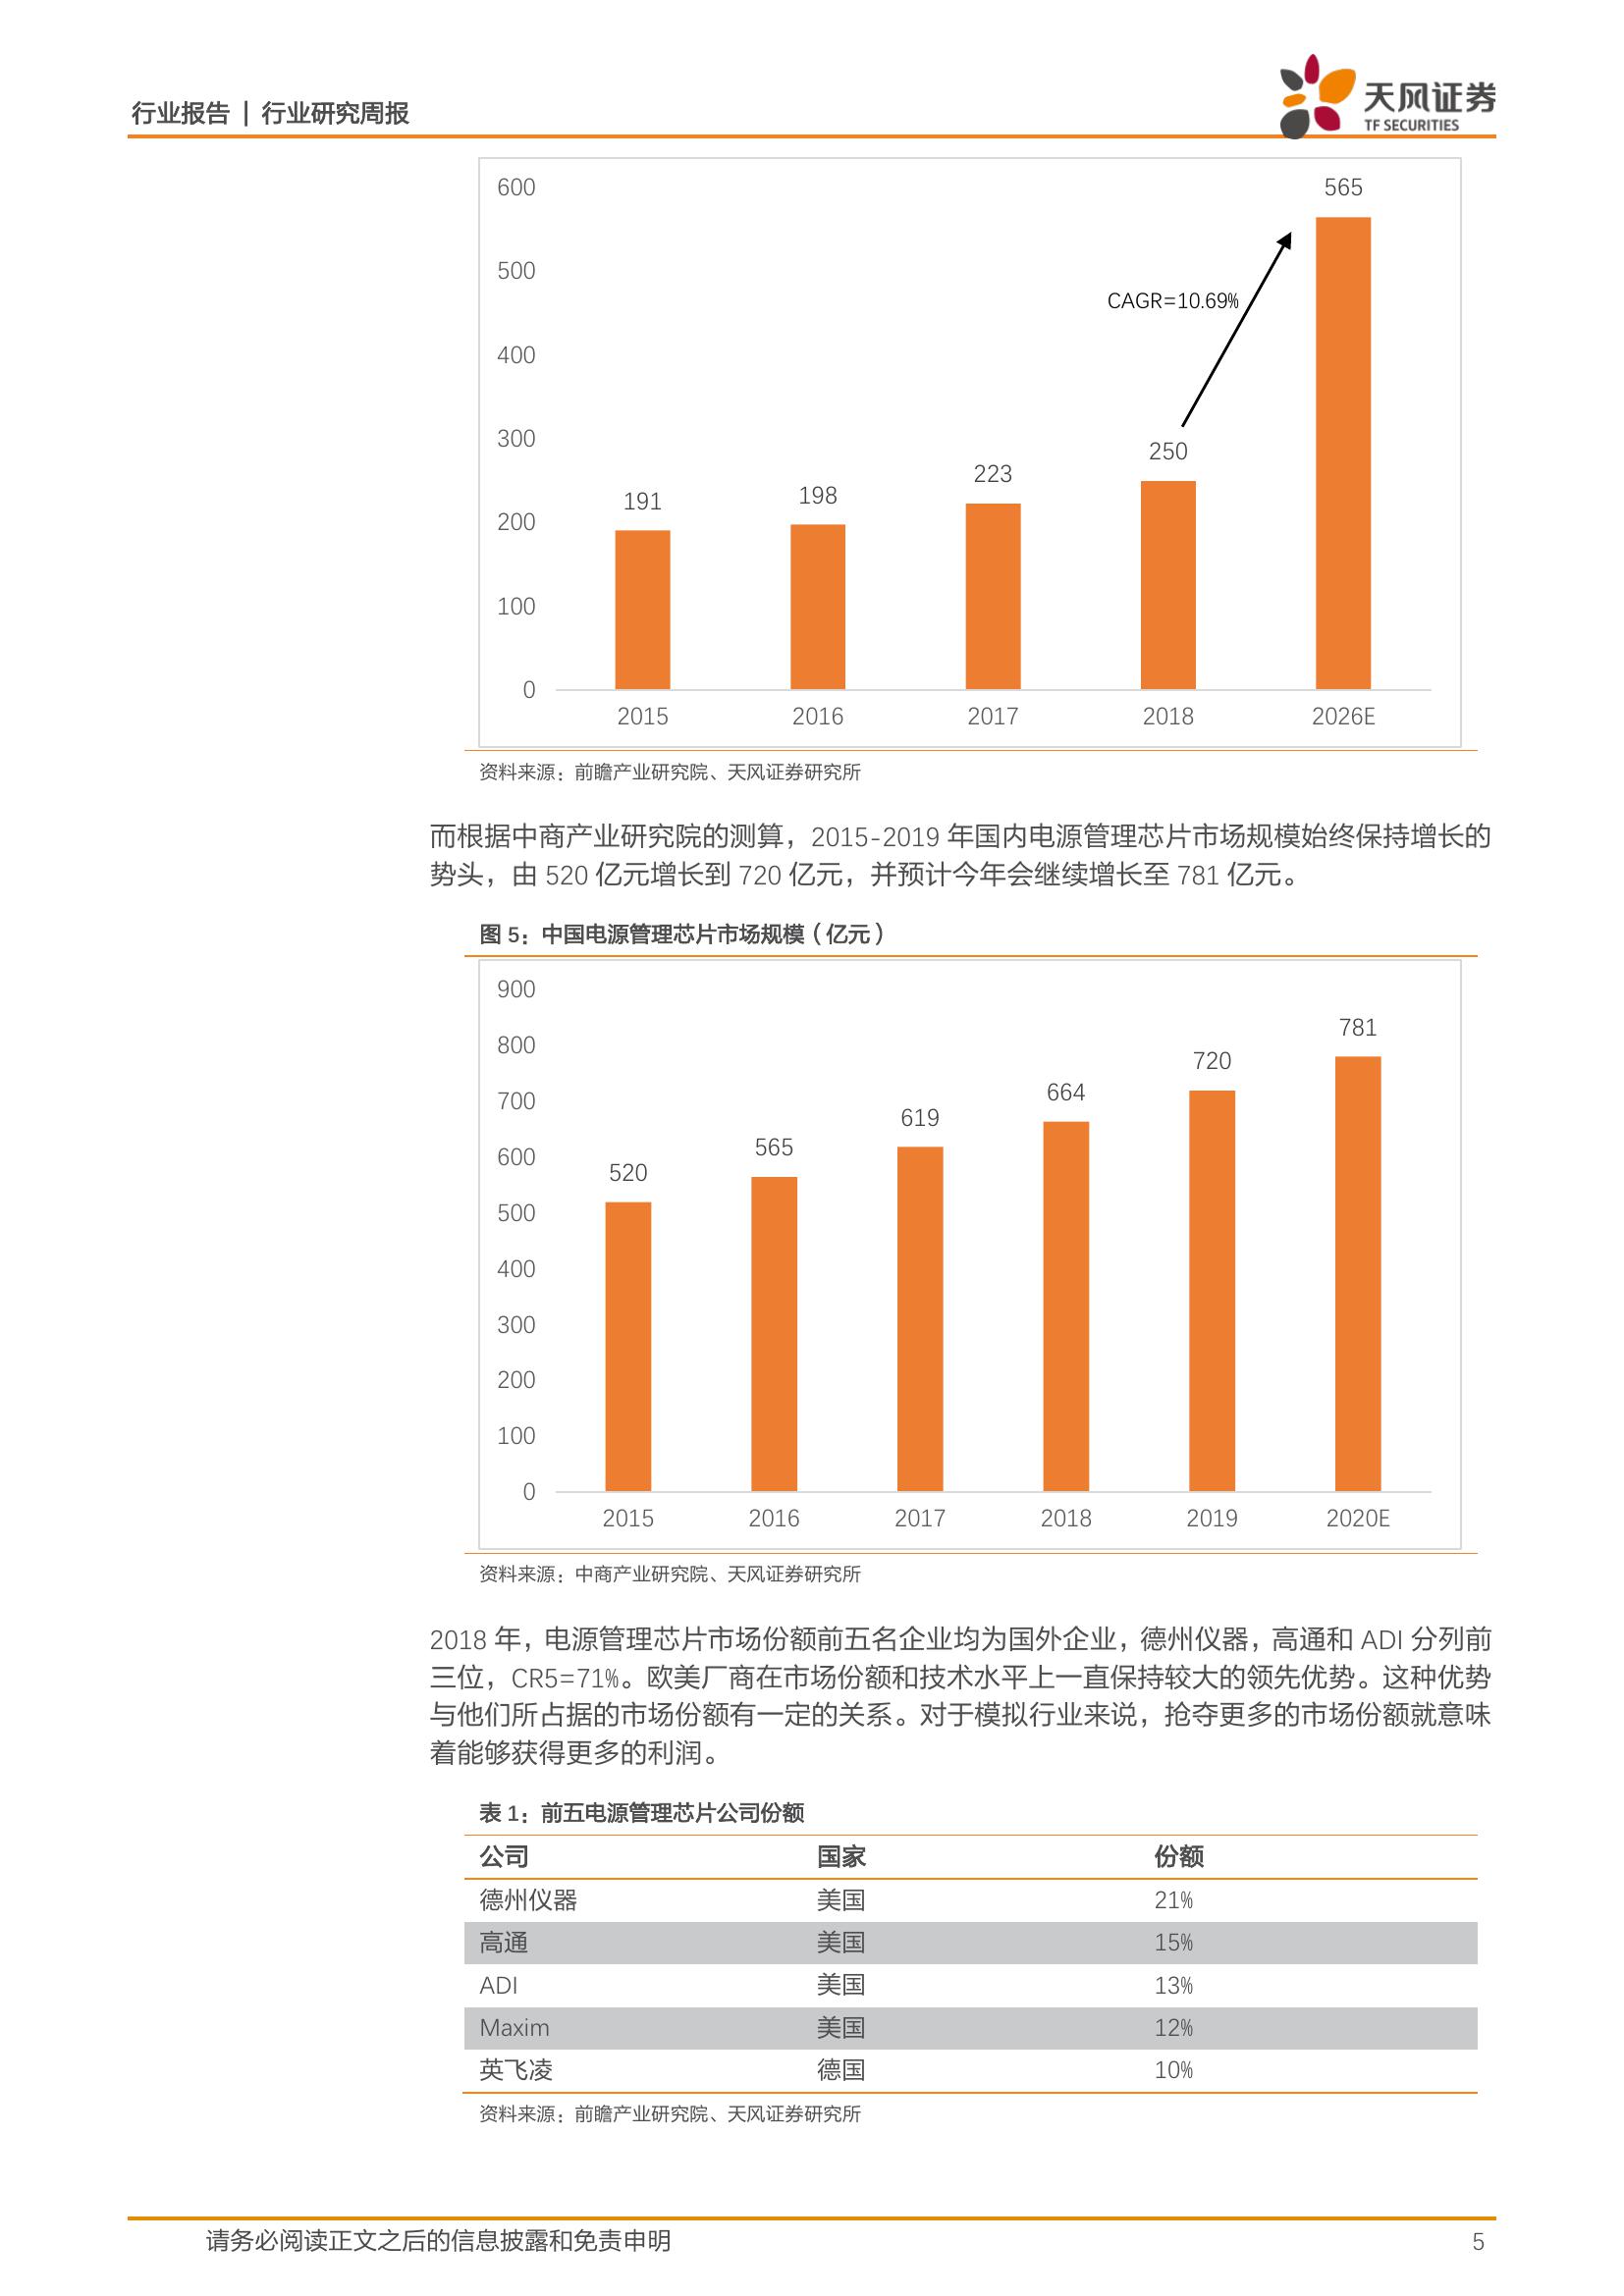 行业报告 | 行业研究周报
天风证券
TF SECURITIES
600
500
400
300
200
100
0
191
198
223
250
565
CAGR=10.69%
2015
2016
2017
2018
2026E
资料来源：前瞻产业研究院、天风证券研究所
而根据中商产业研究院的测算，2015-2019 年国内电源管理芯片市场规模始终保持增长的
势头，由 520 亿元增长到 720 亿元，并预计今年会继续增长至 781 亿元。
图 5：中国电源管理芯片市场规模（亿元）
900
800
700
600
500
400
300
200
100
0
520
565
619
664
720
781
2015
2016
2017
2018
2019
2020E
资料来源：中商产业研究院、天风证券研究所
2018 年，电源管理芯片市场份额前五名企业均为国外企业，德州仪器，高通和 ADI 分列前
三位，CR5=71%。欧美厂商在市场份额和技术水平上一直保持较大的领先优势。这种优势
与他们所占据的市场份额有一定的关系。对于模拟行业来说，抢夺更多的市场份额就意味
着能够获得更多的利润。
表 1：前五电源管理芯片公司份额
公司 国家 份额
德州仪器 美国 21%
高通 美国 15%
ADI 美国 13%
Maxim 美国 12%
英飞凌 德国 10%
资料来源：前瞻产业研究院、天风证券研究所
请务必阅读正文之后的信息披露和免责申明 5